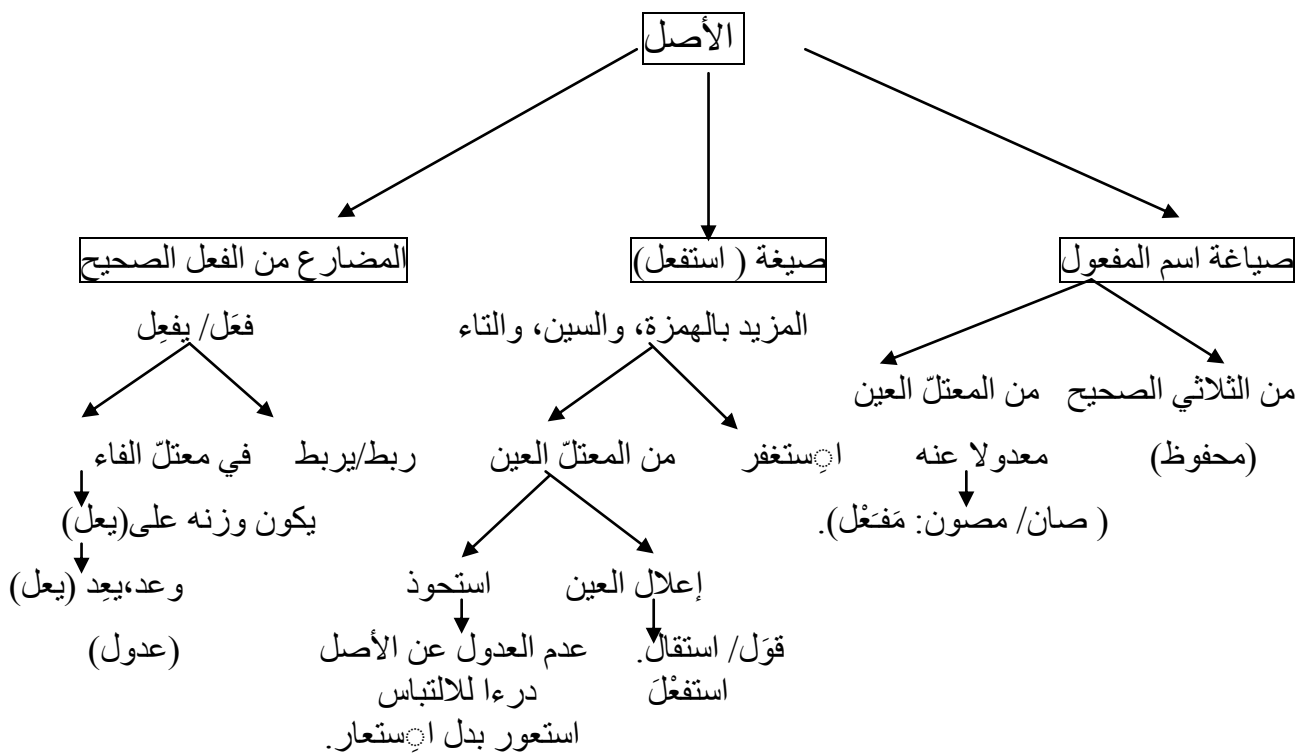 الأصل
صياغة اسم المفعول
صيغة ( استفعل)
المضارع من الفعل الصحيح
المزيد بالهمزة، والسين، والتاء
فعَل/ يفعِل
من الثلاثي الصحيح
من المعتلّ العين
(محفوظ)
معدولا عنه
اِستغفر
من المعتلّ العين
ربط/يربط
في معتلّ الفاء
( صان/ مصون: مَفَعْل).
يكون وزنه على(يعل)
إعلال العين
استحوذ
وعد،يعِد (يعل)
قوَل/ استقال.
عدم العدول عن الأصل
(عدول)
استفعْلَ
درءا للالتباس
استعور بدل اِستعار.